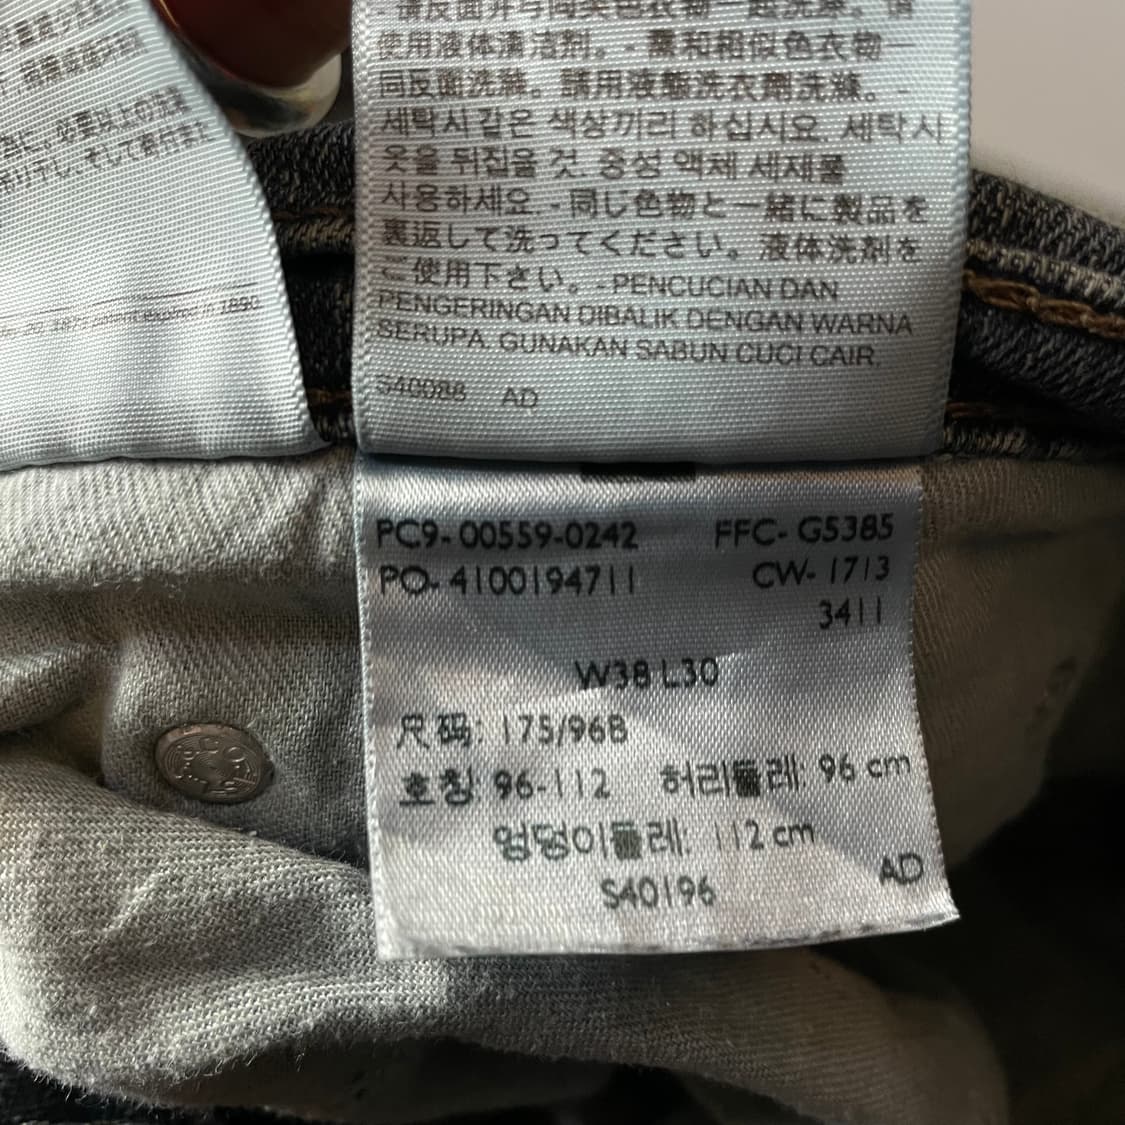 使用液体清洁剂。- 素和相似色衣物一
同反面洗滌。請用液態洗衣劑洗滌。-
세탁시 같은 색상끼리 하십시요. 세탁시
옷을 뒤집을 것. 중성 액체 세제를
사용하세요. - 同じ色物と一緒に製品を
裏返して洗ってください。液体洗剤を
ご使用下さい。- PENCUCIAN DAN
PENGERINGAN DIBALIK DENGAN WARNA
SERUPA. GUNAKAN SABUN CUCI CAIR.
S40088 AD
PC9- 00559-0242 FFC- G5385
PO- 4100194711 CW- 1713
3411
W38 L30
尺码: 175/96B
호칭: 96-112 허리둘레: 96 cm
엉덩이둘레: 112 cm
S40196 AD